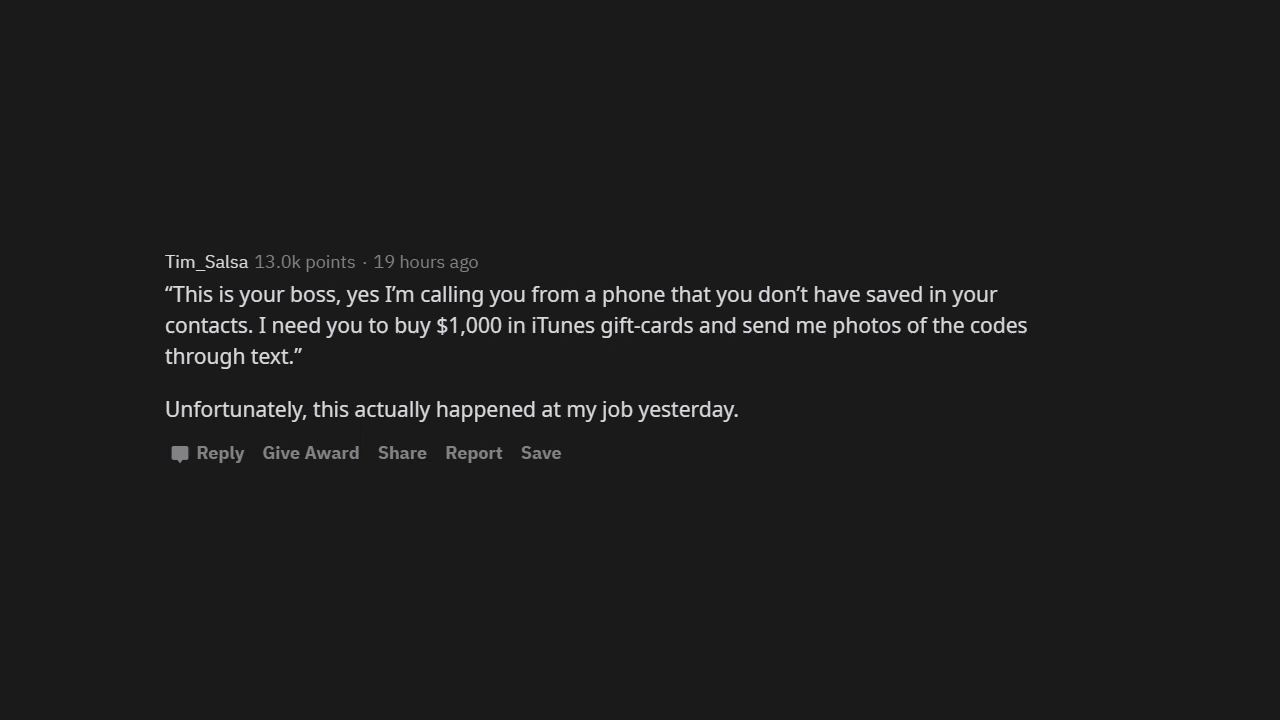 Tim_Salsa 13.0k points · 19 hours ago
“This is your boss, yes I’m calling you from a phone that you don’t have saved in your
contacts. I need you to buy $1,000 in iTunes gift-cards and send me photos of the codes
through text.”
Unfortunately, this actually happened at my job yesterday.
Reply Give Award Share Report Save